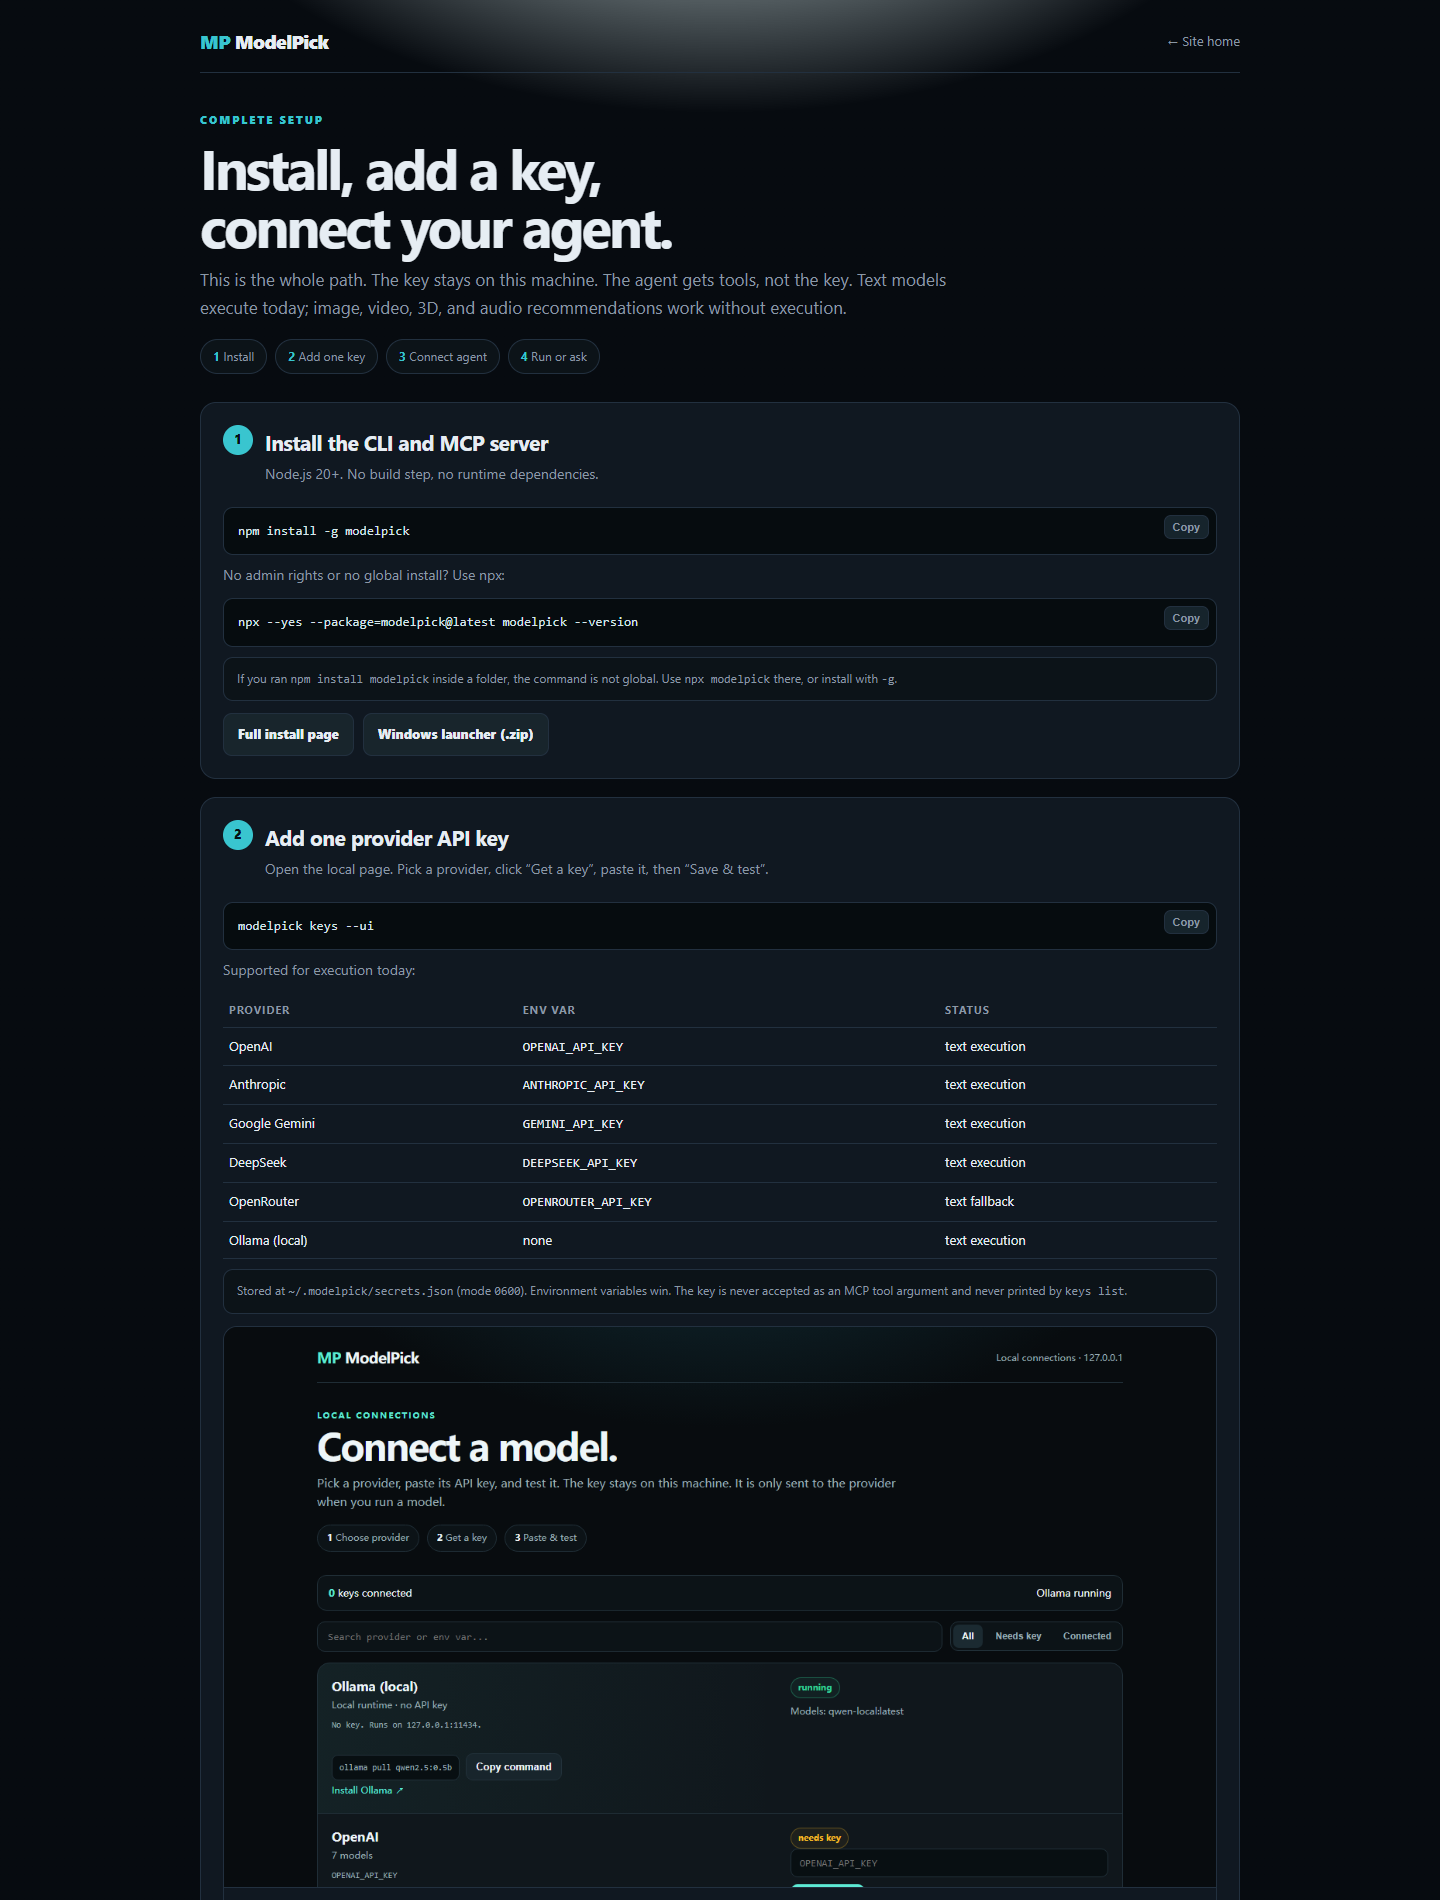 MP ModelPick
← Site home
COMPLETE SETUP
Install, add a key,
connect your agent.
This is the whole path. The key stays on this machine. The agent gets tools, not the key. Text models
execute today; image, video, 3D, and audio recommendations work without execution.
1 Install
2 Add one key
3 Connect agent
4 Run or ask
1
Install the CLI and MCP server
Node.js 20+. No build step, no runtime dependencies.
npm install -g modelpick
Copy
No admin rights or no global install? Use npx:
npx --yes --package=modelpick@latest modelpick --version
Copy
If you ran npm install modelpick inside a folder, the command is not global. Use npx modelpick there, or install with -g.
Full install page
Windows launcher (.zip)
2
Add one provider API key
Open the local page. Pick a provider, click “Get a key”, paste it, then “Save & test”.
modelpick keys --ui
Copy
Supported for execution today:
PROVIDER ENV VAR STATUS
OpenAI OPENAI_API_KEY text execution
Anthropic ANTHROPIC_API_KEY text execution
Google Gemini GEMINI_API_KEY text execution
DeepSeek DEEPSEEK_API_KEY text execution
OpenRouter OPENROUTER_API_KEY text fallback
Ollama (local) none text execution
Stored at ~/.modelpick/secrets.json (mode 0600). Environment variables win. The key is never accepted as an MCP tool argument and never printed by keys list.
MP ModelPick
Local connections · 127.0.0.1
LOCAL CONNECTIONS
Connect a model.
Pick a provider, paste its API key, and test it. The key stays on this machine. It is only sent to the provider
when you run a model.
1 Choose provider
2 Get a key
3 Paste & test
0 keys connected
Ollama running
Search provider or env var...
All
Needs key
Connected
Ollama (local)
running
Local runtime · no API key
Models: qwen-local:latest
No key. Runs on 127.0.0.1:11434.
ollama pull qwen2.5:0.5b
Copy command
Install Ollama ↗
OpenAI
needs key
7 models
OPENAI_API_KEY
OPENAI_API_KEY